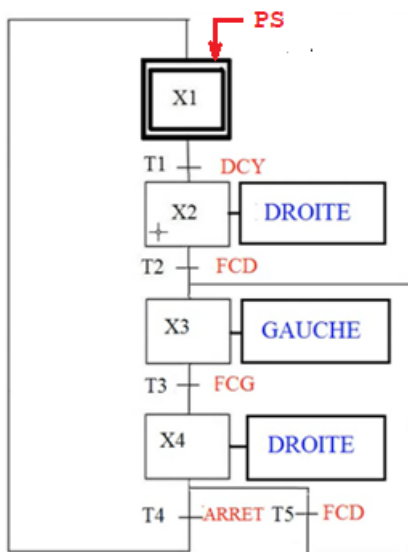 PS
X1
T1 DCY
X2 DROITE
T2 FCD
X3 GAUCHE
T3 FCG
X4 DROITE
T4 ARRET T5 FCD